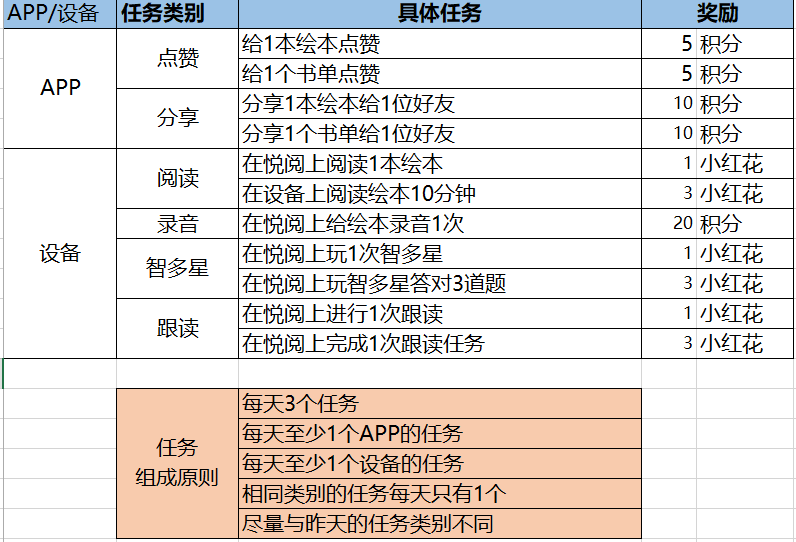 APP/设备 任务类别 具体任务 奖励
APP 点赞 给1本绘本点赞 5 积分
给1个书单点赞 5 积分
分享 分享1本绘本给1位好友 10 积分
分享1个书单给1位好友 10 积分
设备 阅读 在悦阅上阅读1本绘本 1 小红花
在设备上阅读绘本10分钟 3 小红花
录音 在悦阅上给绘本录音1次 20 积分
智多星 在悦阅上玩1次智多星 1 小红花
在悦阅上玩智多星答对3道题 3 小红花
跟读 在悦阅上进行1次跟读 1 小红花
在悦阅上完成1次跟读任务 3 小红花
任务
组成原则
每天3个任务
每天至少1个APP的任务
每天至少1个设备的任务
相同类别的任务每天只有1个
尽量与昨天的任务类别不同